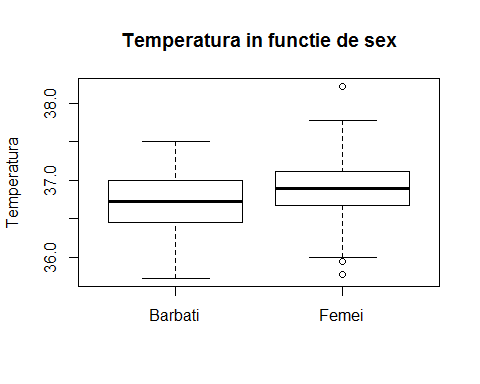 Temperatura in functie de sex
Temperatura
38.0
37.0
36.0
Barbati
Femei